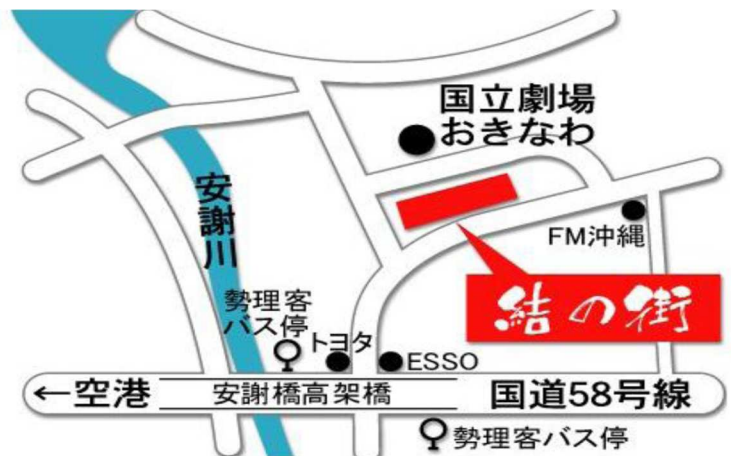 国立劇場
おきなわ
安謝川
FM沖縄
結の街
勢理客
バス停
トヨタ
ESSO
←空港
安謝橋高架橋
国道58号線
勢理客バス停